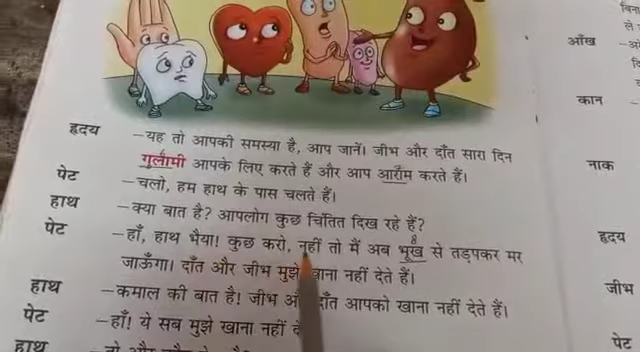 हृदय –यह तो आपकी समस्या है, आप जानें। जीभ और दाँत सारा दिन
गुलामी आपके लिए करते हैं और आप आराम करते हैं।
पेट –चलो, हम हाथ के पास चलते हैं।
हाथ –क्या बात है? आपलोग कुछ चिंतित दिख रहे हैं?
पेट –हाँ, हाथ भैया! कुछ करो, नहीं तो मैं अब भूख से तड़पकर मर
8
जाऊँगा। दाँत और जीभ मुझे खाना नहीं देते हैं।
हाथ –कमाल की बात है! जीभ और दाँत आपको खाना नहीं देते हैं।
पेट –हाँ! ये सब मुझे खाना नहीं
हाथ
आँख
कान
नाक
हृदय
जीभ
पेट